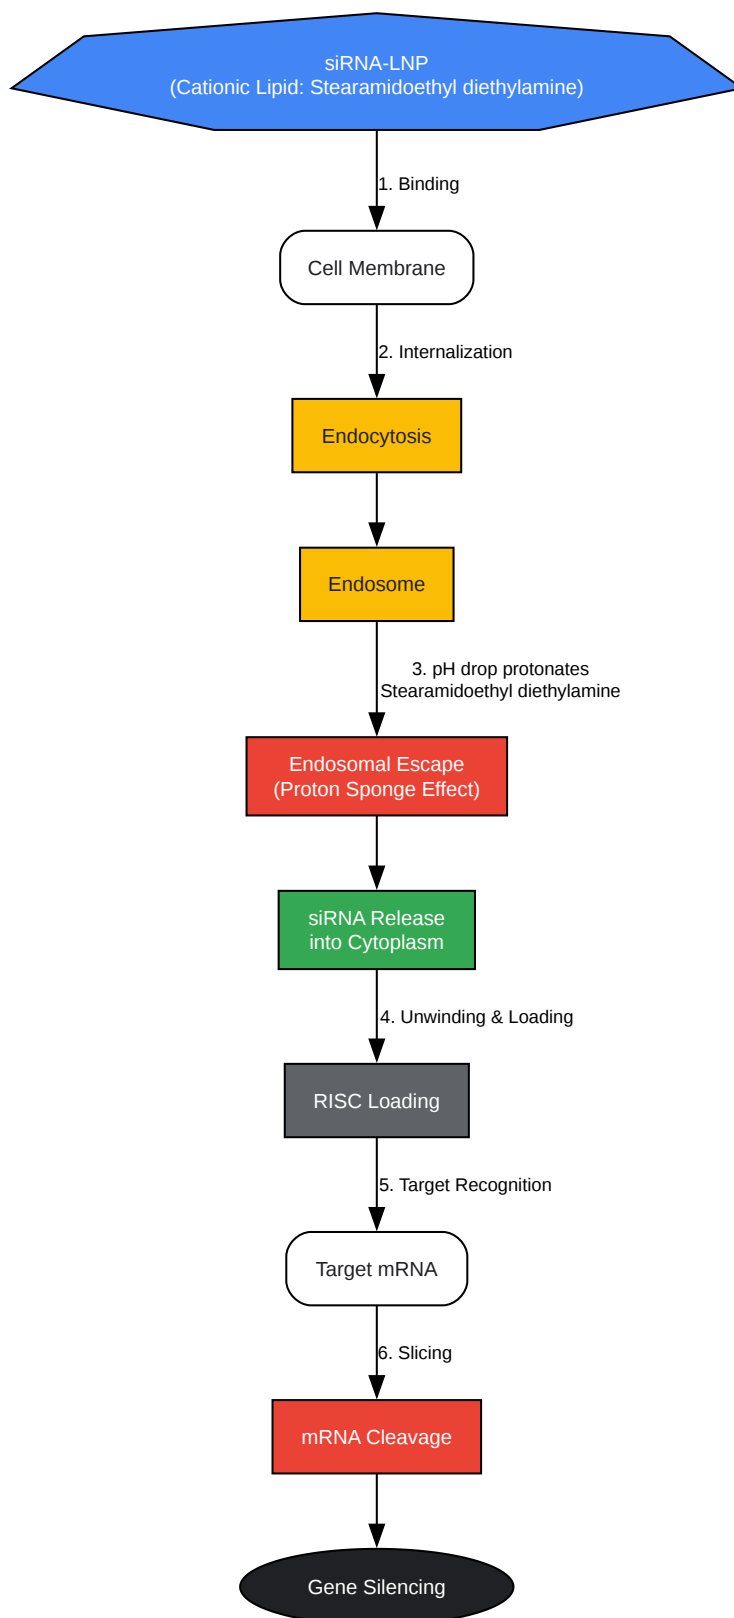 siRNA-LNP
(Cationic Lipid: Stearamidoethyl diethylamine)
1. Binding
Cell Membrane
2. Internalization
Endocytosis
Endosome
3. pH drop protonates
Stearamidoethyl diethylamine
Endosomal Escape
(Proton Sponge Effect)
siRNA Release
into Cytoplasm
4. Unwinding & Loading
RISC Loading
5. Target Recognition
Target mRNA
6. Slicing
mRNA Cleavage
Gene Silencing